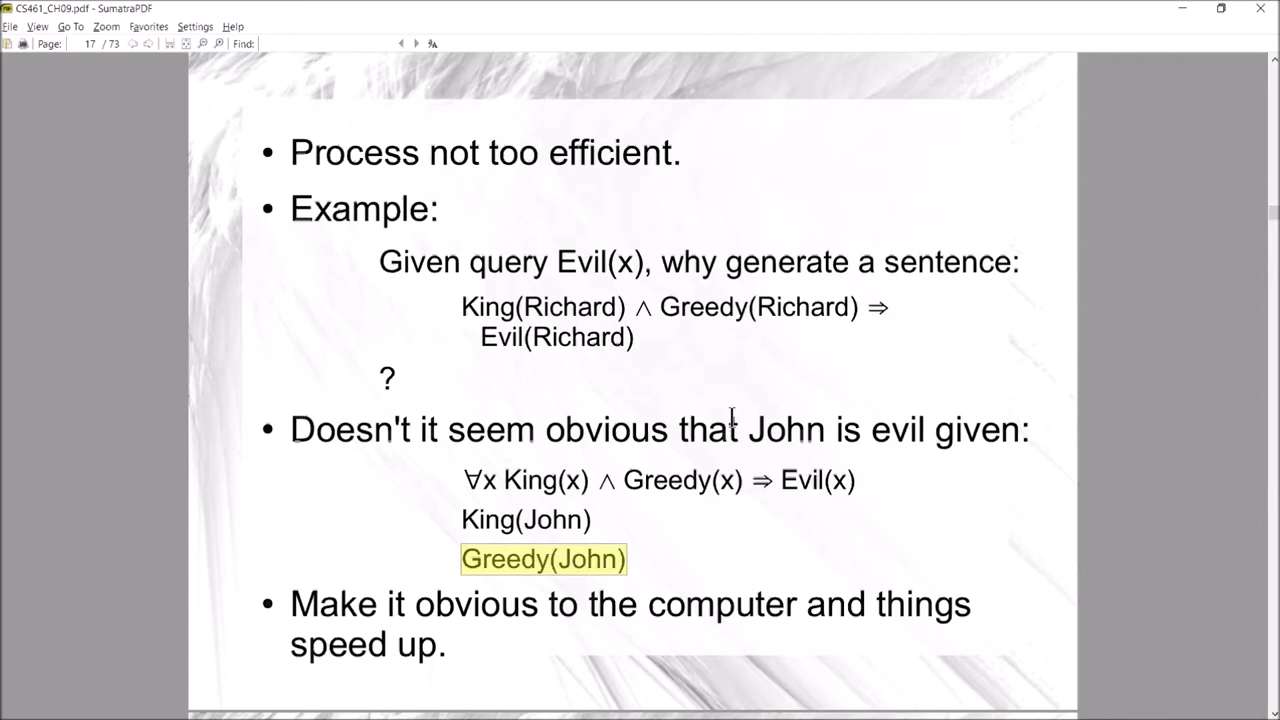 CS461_CH09.pdf - SumatraPDF
File View Go To Zoom Favorites Settings Help
Page: 17 / 73 Find:
• Process not too efficient.
• Example:
Given query Evil(x), why generate a sentence:
King(Richard) ∧ Greedy(Richard) ⇒
Evil(Richard)
?
• Doesn't it seem obvious that John is evil given:
∀x King(x) ∧ Greedy(x) ⇒ Evil(x)
King(John)
Greedy(John)
• Make it obvious to the computer and things
speed up.